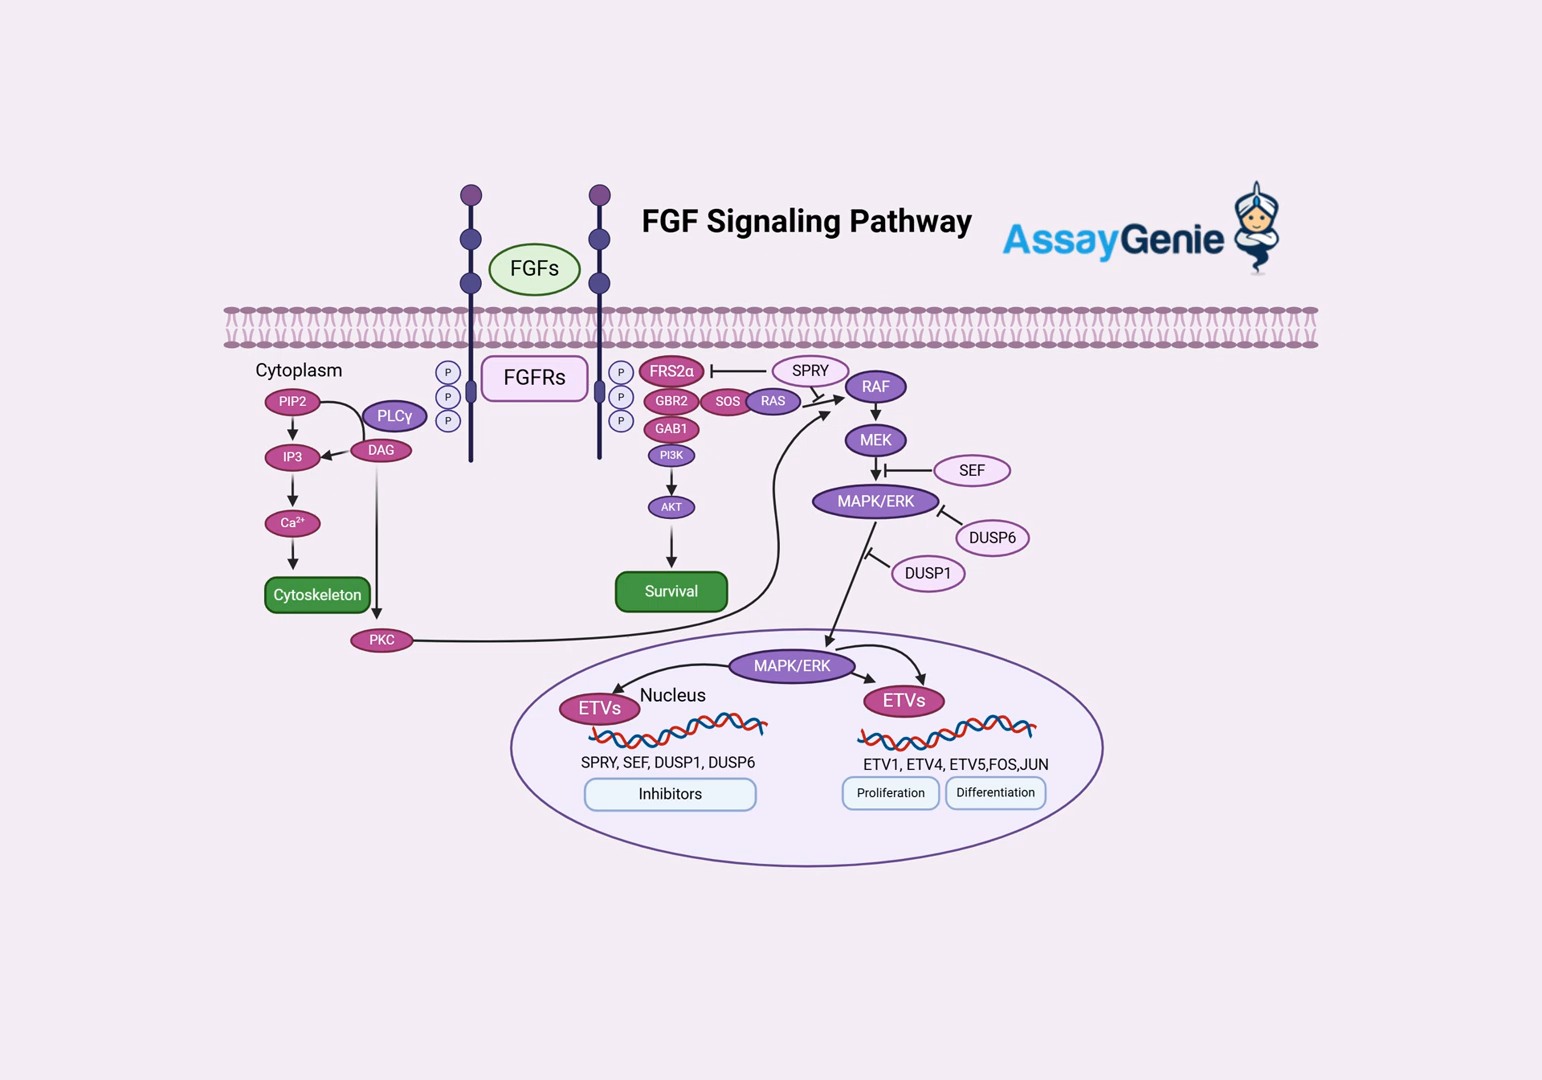 FGF Signaling Pathway
AssayGenie
FGFs
Cytoplasm
FGFRs
P
P
P
P
P
P
PIP2
PLCγ
IP3
DAG
Ca²⁺
Cytoskeleton
PKC
FRS2α
GBR2
SOS
RAS
GAB1
PI3K
AKT
Survival
SPRY
RAF
MEK
SEF
MAPK/ERK
DUSP6
DUSP1
MAPK/ERK
Nucleus
ETVs
ETVs
SPRY, SEF, DUSP1, DUSP6
Inhibitors
ETV1, ETV4, ETV5,FOS,JUN
Proliferation
Differentiation